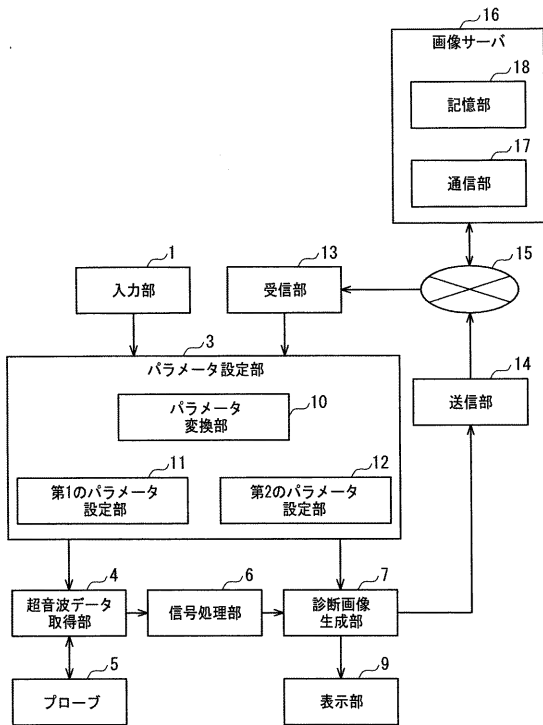 16
画像サーバ
18
記憶部
17
通信部
15
1
入力部
13
受信部
3
パラメータ設定部
14
送信部
パラメータ
変換部
10
11
第1のパラメータ
設定部
12
第2のパラメータ
設定部
4
超音波データ
取得部
6
信号処理部
7
診断画像
生成部
5
プローブ
9
表示部